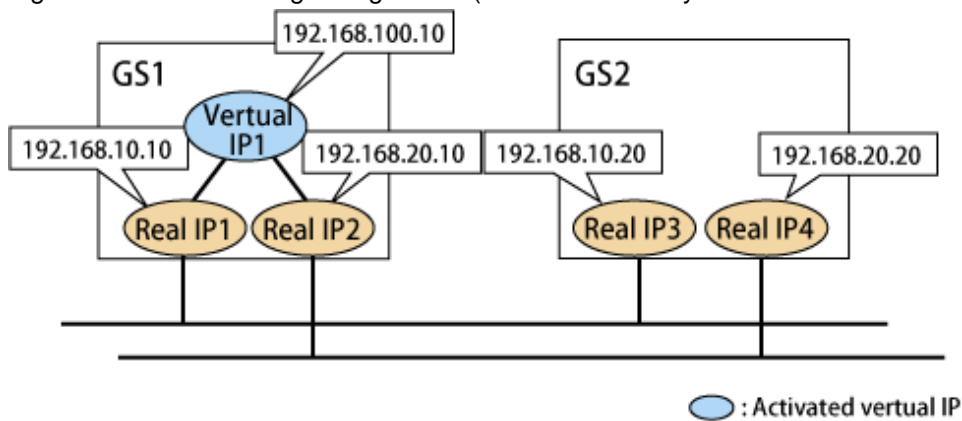 192.168.100.10
GS1
GS2
Vertual
IP1
192.168.10.10
192.168.20.10
192.168.10.20
192.168.20.20
Real IP1
Real IP2
Real IP3
Real IP4
: Activated vertual IP